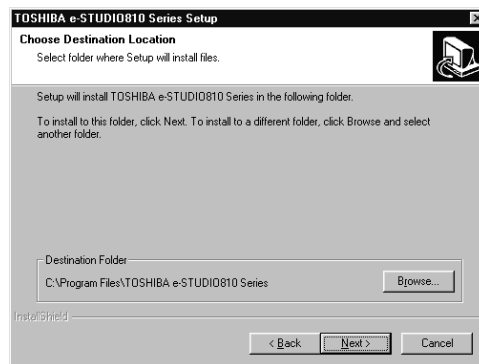 TOSHIBA e-STUDIO810 Series Setup
Choose Destination Location
Select folder where Setup will install files.
Setup will install TOSHIBA e-STUDIO810 Series in the following folder.
To install to this folder, click Next. To install to a different folder, click Browse and select
another folder.
Destination Folder
C:\Program Files\TOSHIBA e-STUDIO810 Series
Browse...
InstallShield
< Back
Next >
Cancel